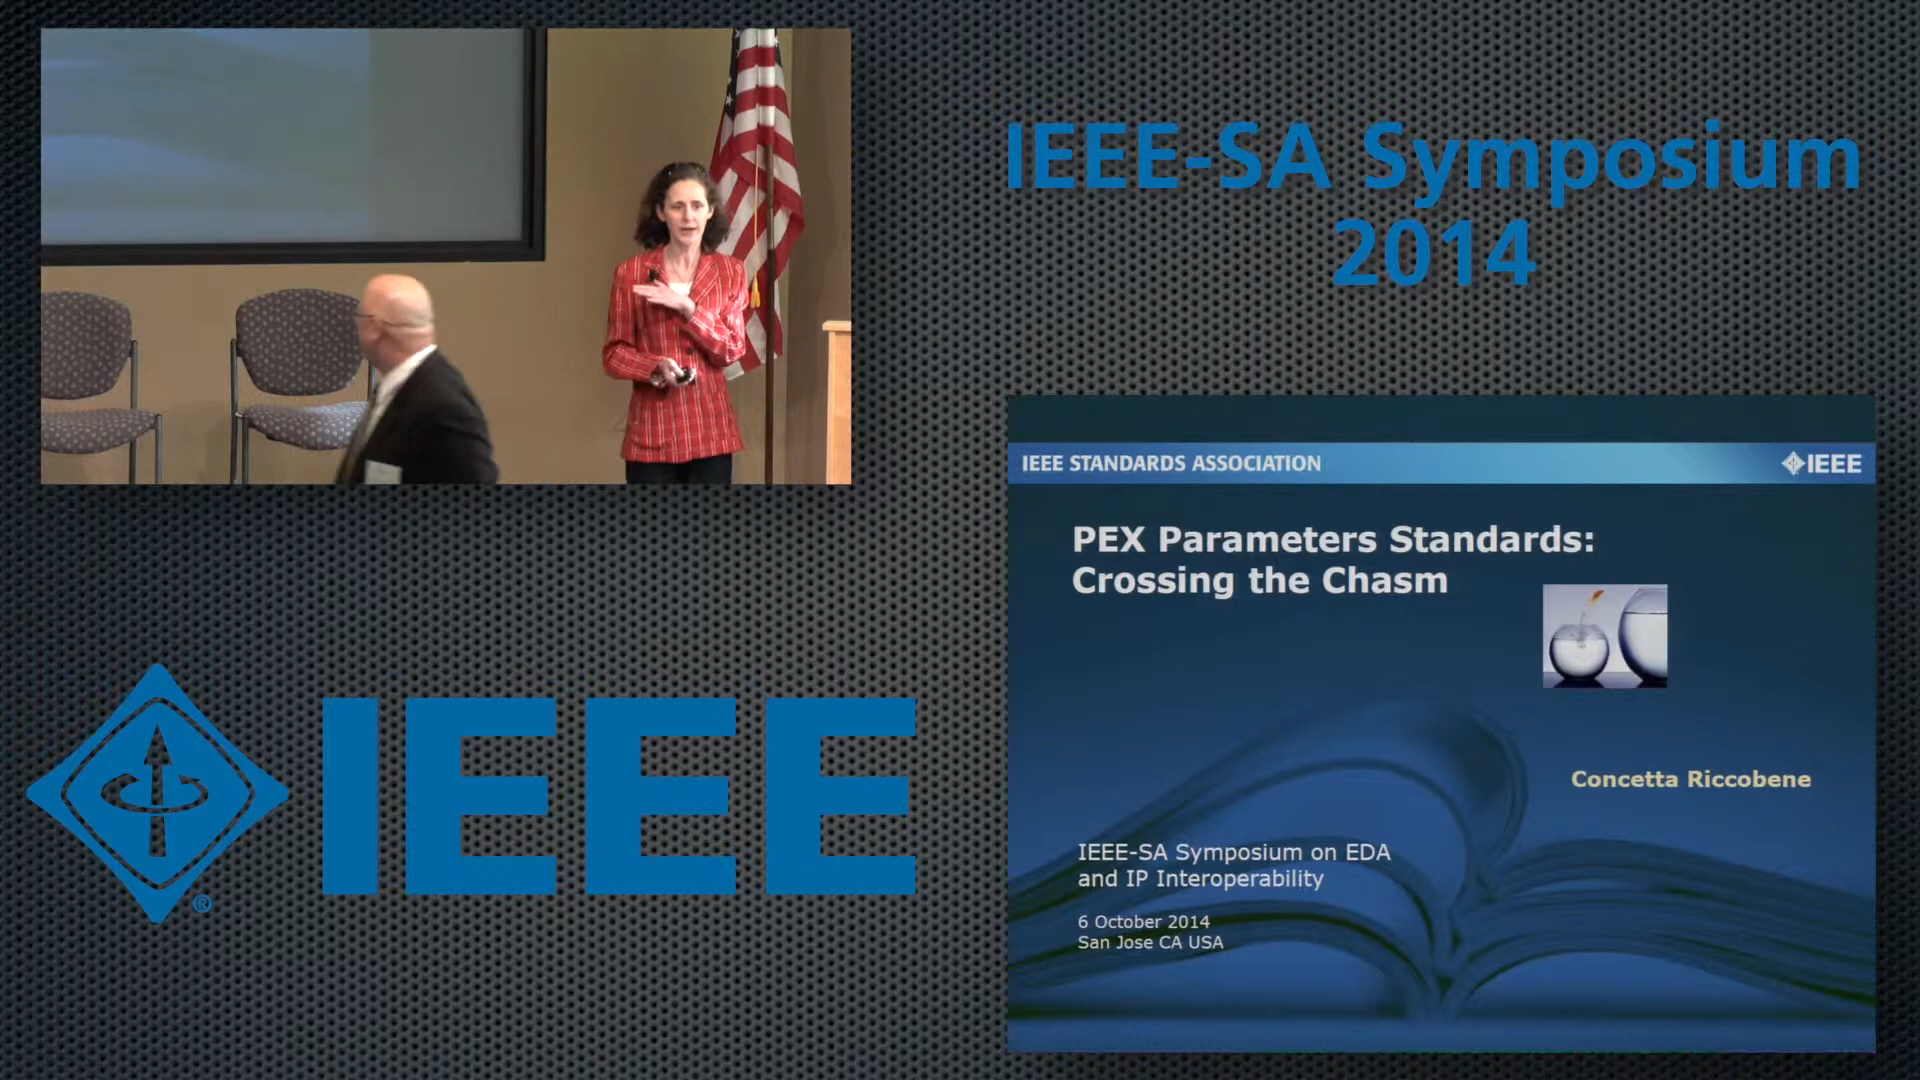 IEEE-SA Symposium
2014
IEEE STANDARDS ASSOCIATION
IEEE
PEX Parameters Standards:
Crossing the Chasm
Concetta Riccobene
IEEE-SA Symposium on EDA
and IP Interoperability
6 October 2014
San Jose CA USA
IEEE
®